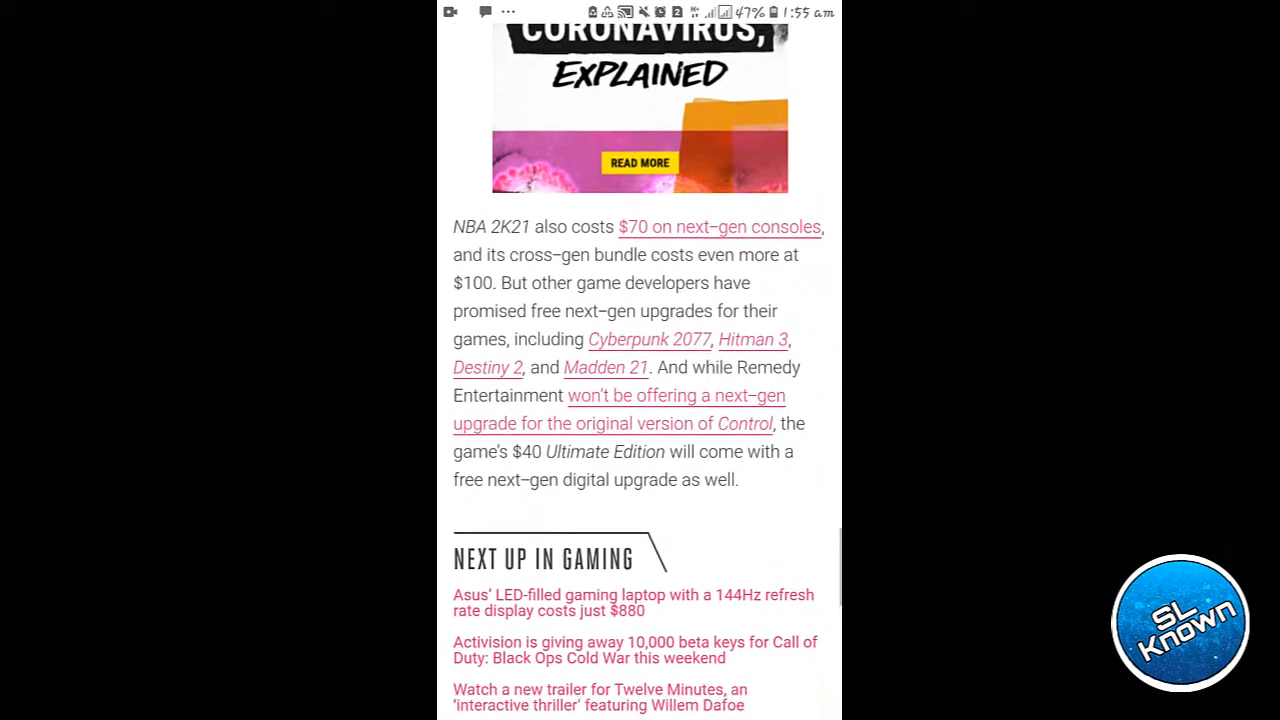 47% 1:55 am
CORONAVIRUS,
EXPLAINED
READ MORE
NBA 2K21 also costs $70 on next-gen consoles,
and its cross-gen bundle costs even more at
$100. But other game developers have
promised free next-gen upgrades for their
games, including Cyberpunk 2077, Hitman 3,
Destiny 2, and Madden 21. And while Remedy
Entertainment won't be offering a next-gen
upgrade for the original version of Control, the
game's $40 Ultimate Edition will come with a
free next-gen digital upgrade as well.
NEXT UP IN GAMING
Asus' LED-filled gaming laptop with a 144Hz refresh
rate display costs just $880
Activision is giving away 10,000 beta keys for Call of
Duty: Black Ops Cold War this weekend
Watch a new trailer for Twelve Minutes, an
'interactive thriller' featuring Willem Dafoe
SL
Known